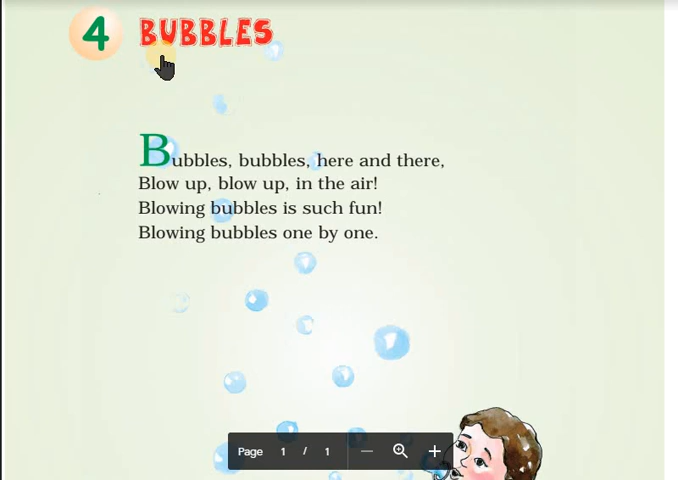 4 BUBBLES
Bubbles, bubbles, here and there,
Blow up, blow up, in the air!
Blowing bubbles is such fun!
Blowing bubbles one by one.
Page 1 / 1